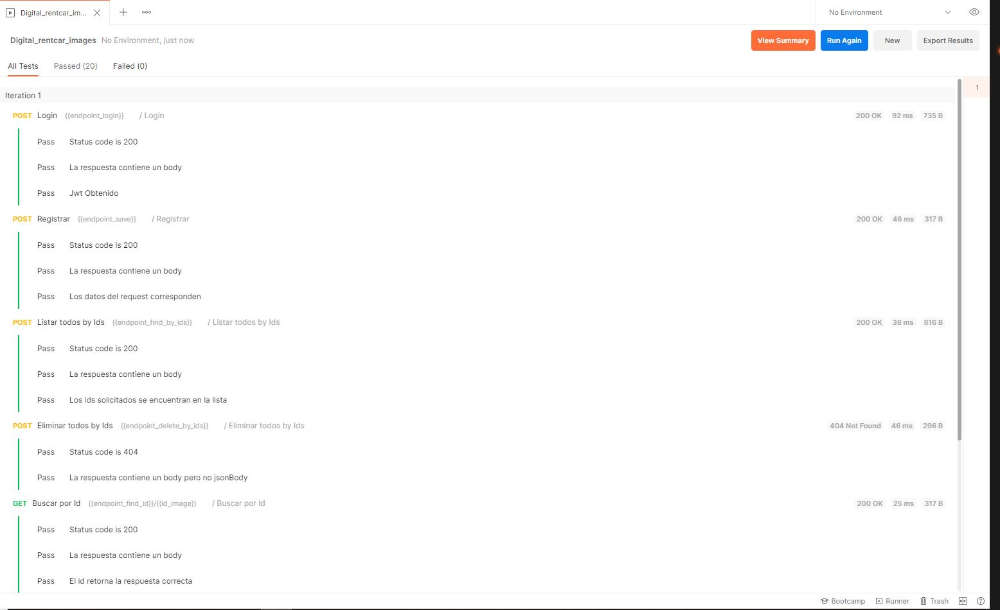 Digital_rentcar_im...
No Environment
Digital_rentcar_images No Environment, just now View Summary Run Again New Export Results
All Tests Passed (20) Failed (0)
1
Iteration 1
POST Login {{endpoint_login}} / Login 200 OK 92 ms 735 B
Pass Status code is 200
Pass La respuesta contiene un body
Pass Jwt Obtenido
POST Registrar {{endpoint_save}} / Registrar 200 OK 46 ms 317 B
Pass Status code is 200
Pass La respuesta contiene un body
Pass Los datos del request corresponden
POST Listar todos by Ids {{endpoint_find_by_ids}} / Listar todos by Ids 200 OK 38 ms 816 B
Pass Status code is 200
Pass La respuesta contiene un body
Pass Los ids solicitados se encuentran en la lista
POST Eliminar todos by Ids {{endpoint_delete_by_ids}} / Eliminar todos by Ids 404 Not Found 46 ms 296 B
Pass Status code is 404
Pass La respuesta contiene un body pero no jsonBody
GET Buscar por Id {{endpoint_find_id}}/{{id_image}} / Buscar por Id 200 OK 25 ms 317 B
Pass Status code is 200
Pass La respuesta contiene un body
Pass El id retorna la respuesta correcta
Bootcamp Runner Trash